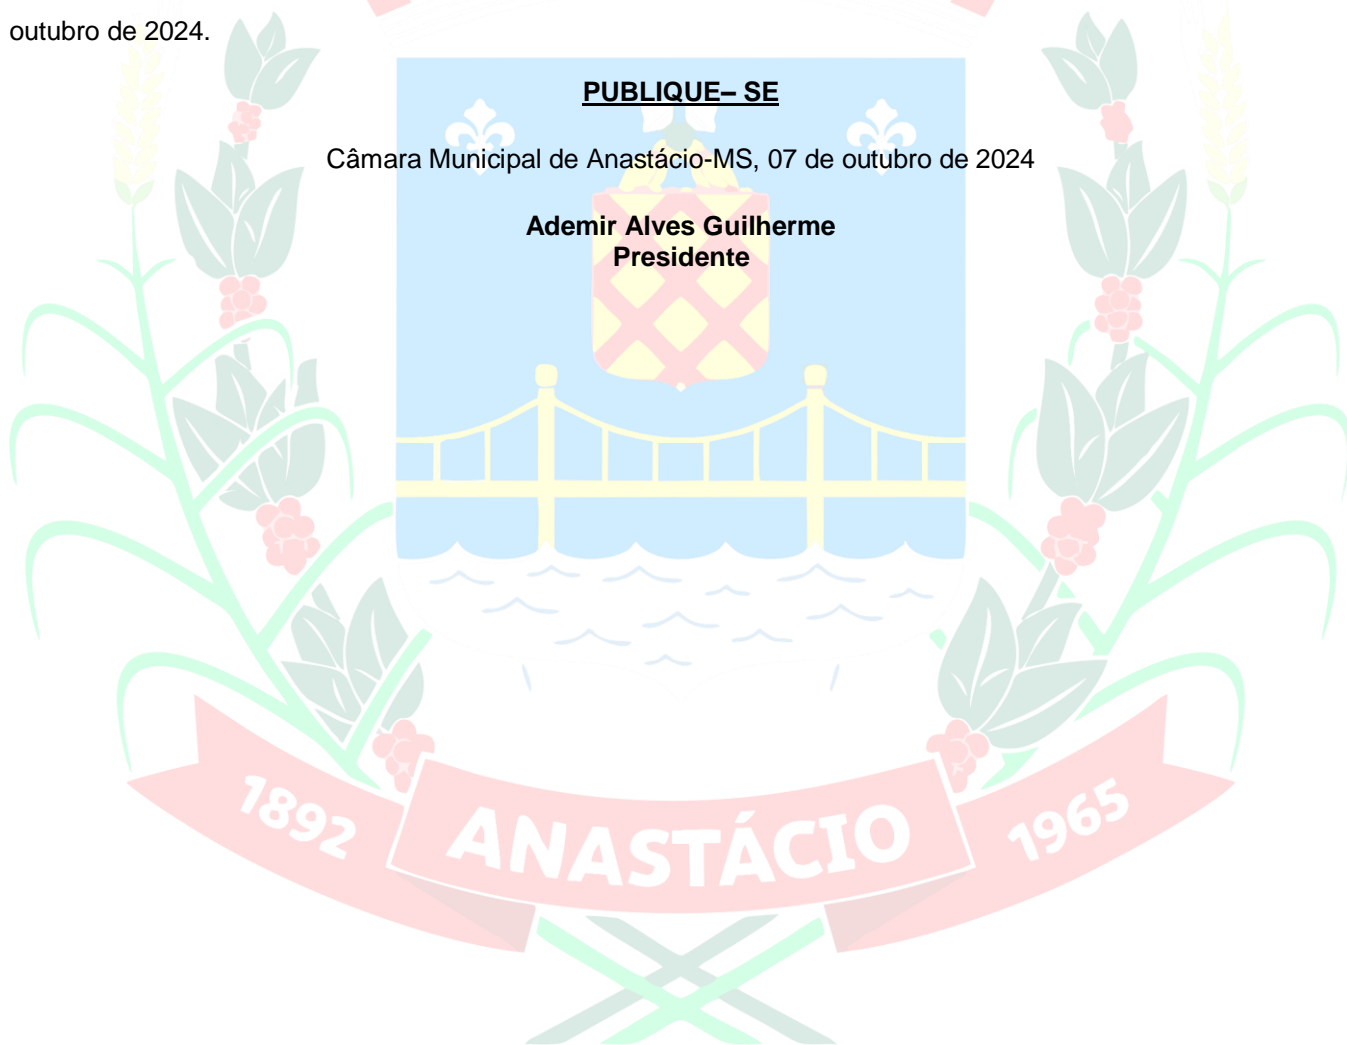 outubro de 2024.
PUBLIQUE– SE
Câmara Municipal de Anastácio-MS, 07 de outubro de 2024
Ademir Alves Guilherme
Presidente
1892
ANASTÁCIO
1965